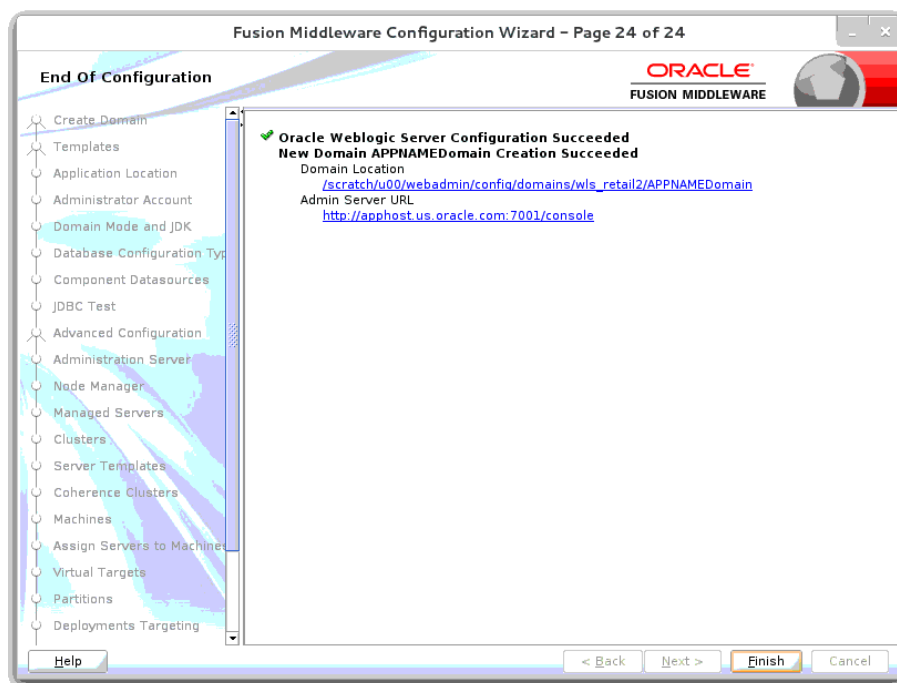 Fusion Middleware Configuration Wizard – Page 24 of 24
End Of Configuration
ORACLE
FUSION MIDDLEWARE
Create Domain
Templates
Application Location
Administrator Account
Domain Mode and JDK
Database Configuration Typ
Component Datasources
JDBC Test
Advanced Configuration
Administration Server
Node Manager
Managed Servers
Clusters
Server Templates
Coherence Clusters
Machines
Assign Servers to Machines
Virtual Targets
Partitions
Deployments Targeting
Oracle Weblogic Server Configuration Succeeded
New Domain APPNAMEDomain Creation Succeeded
Domain Location
/scratch/u00/webadmin/config/domains/wls_retail2/APPNAMEDomain
Admin Server URL
http://apphost.us.oracle.com:7001/console
Help
< Back
Next >
Finish
Cancel